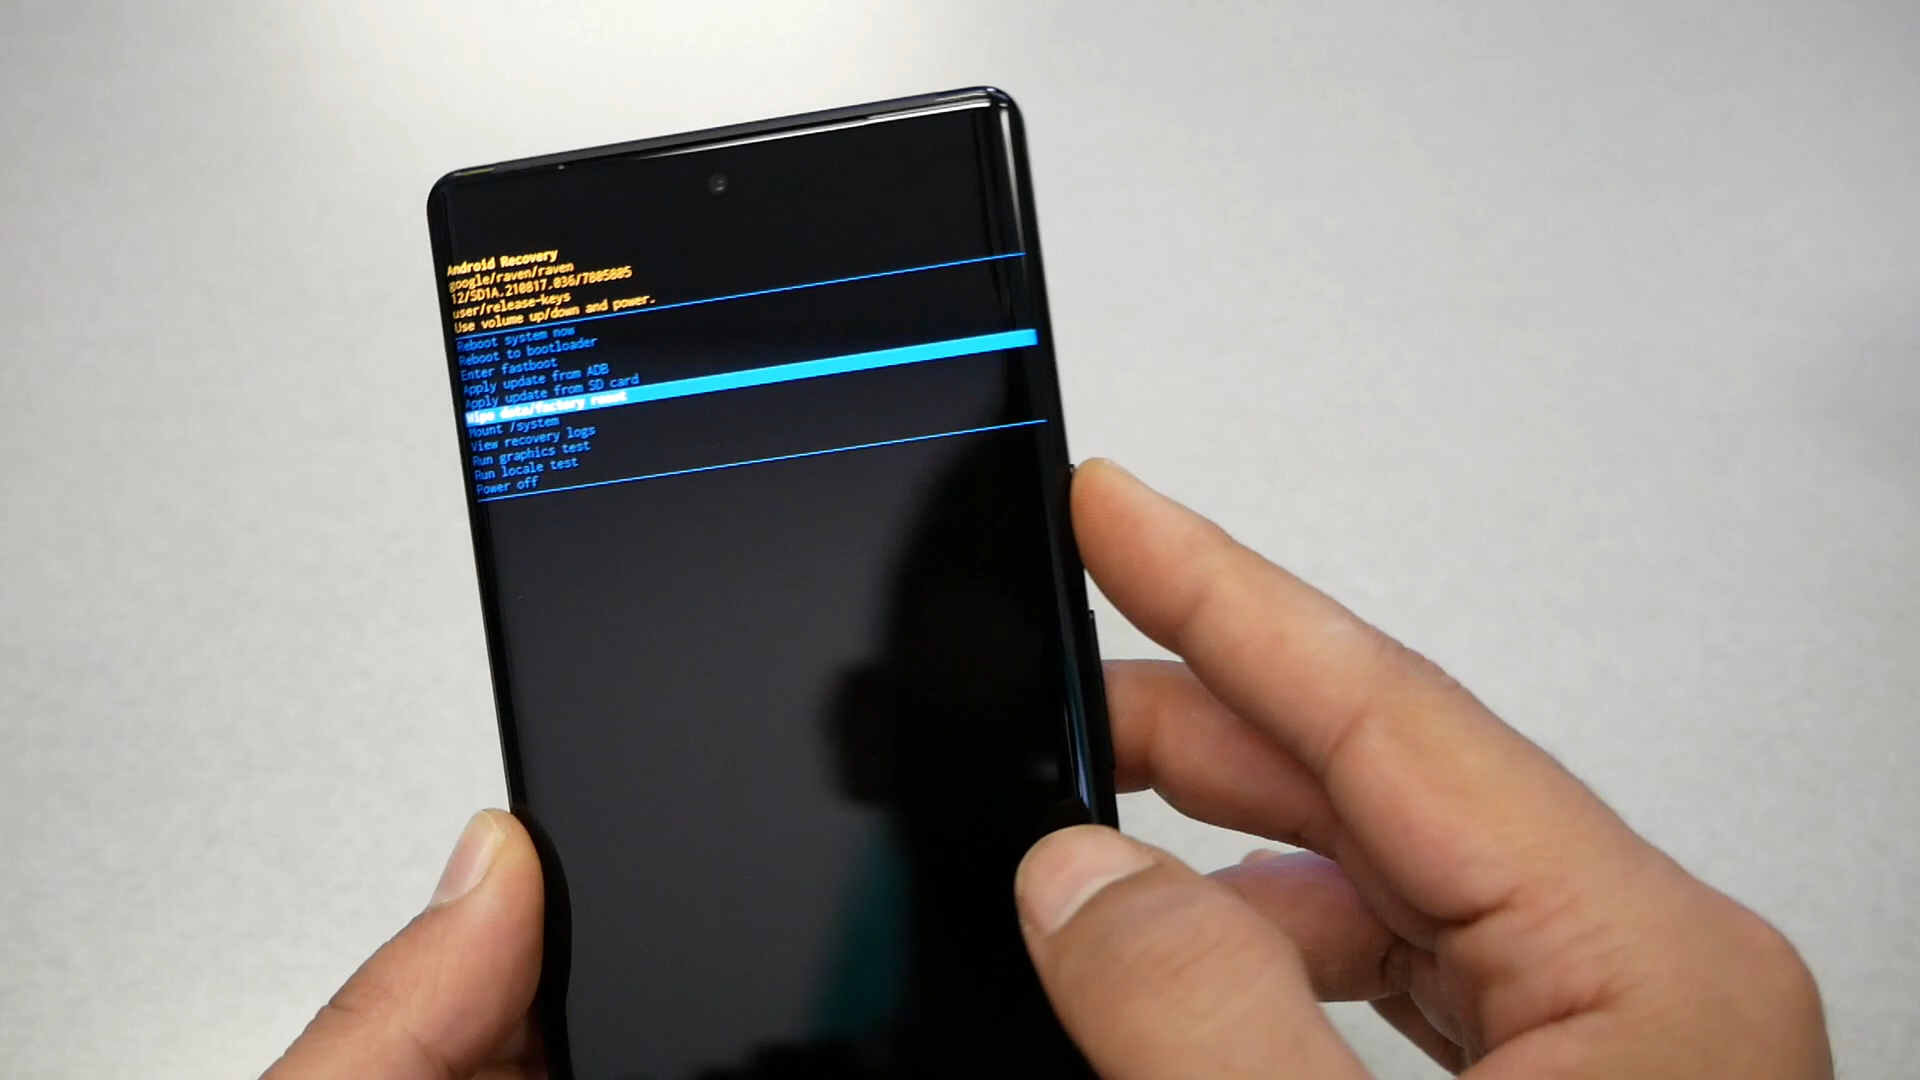 Android Recovery
google/raven/raven
12/SD1A.210817.036/7805805
user/release-keys
Use volume up/down and power.
Reboot system now
Reboot to bootloader
Enter fastboot
Apply update from ADB
Apply update from SD card
Wipe data/factory reset
Mount /system
View recovery logs
Run graphics test
Run locale test
Power off